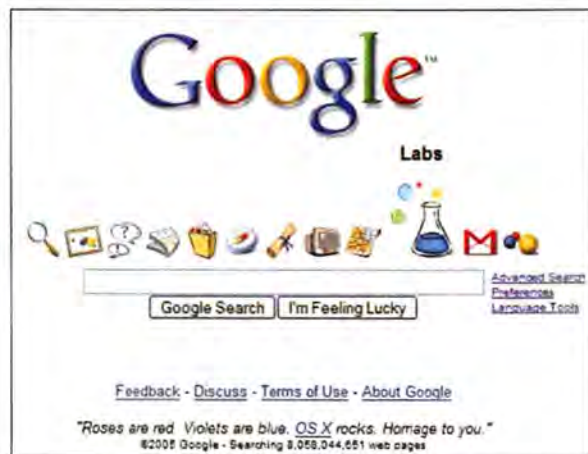 Google™
Labs
Advanced Search
Preferences
Language Tools
Google Search I'm Feeling Lucky
Feedback - Discuss - Terms of Use - About Google
"Roses are red. Violets are blue. OS X rocks. Homage to you."
©2005 Google - Searching 8,058,044,651 web pages